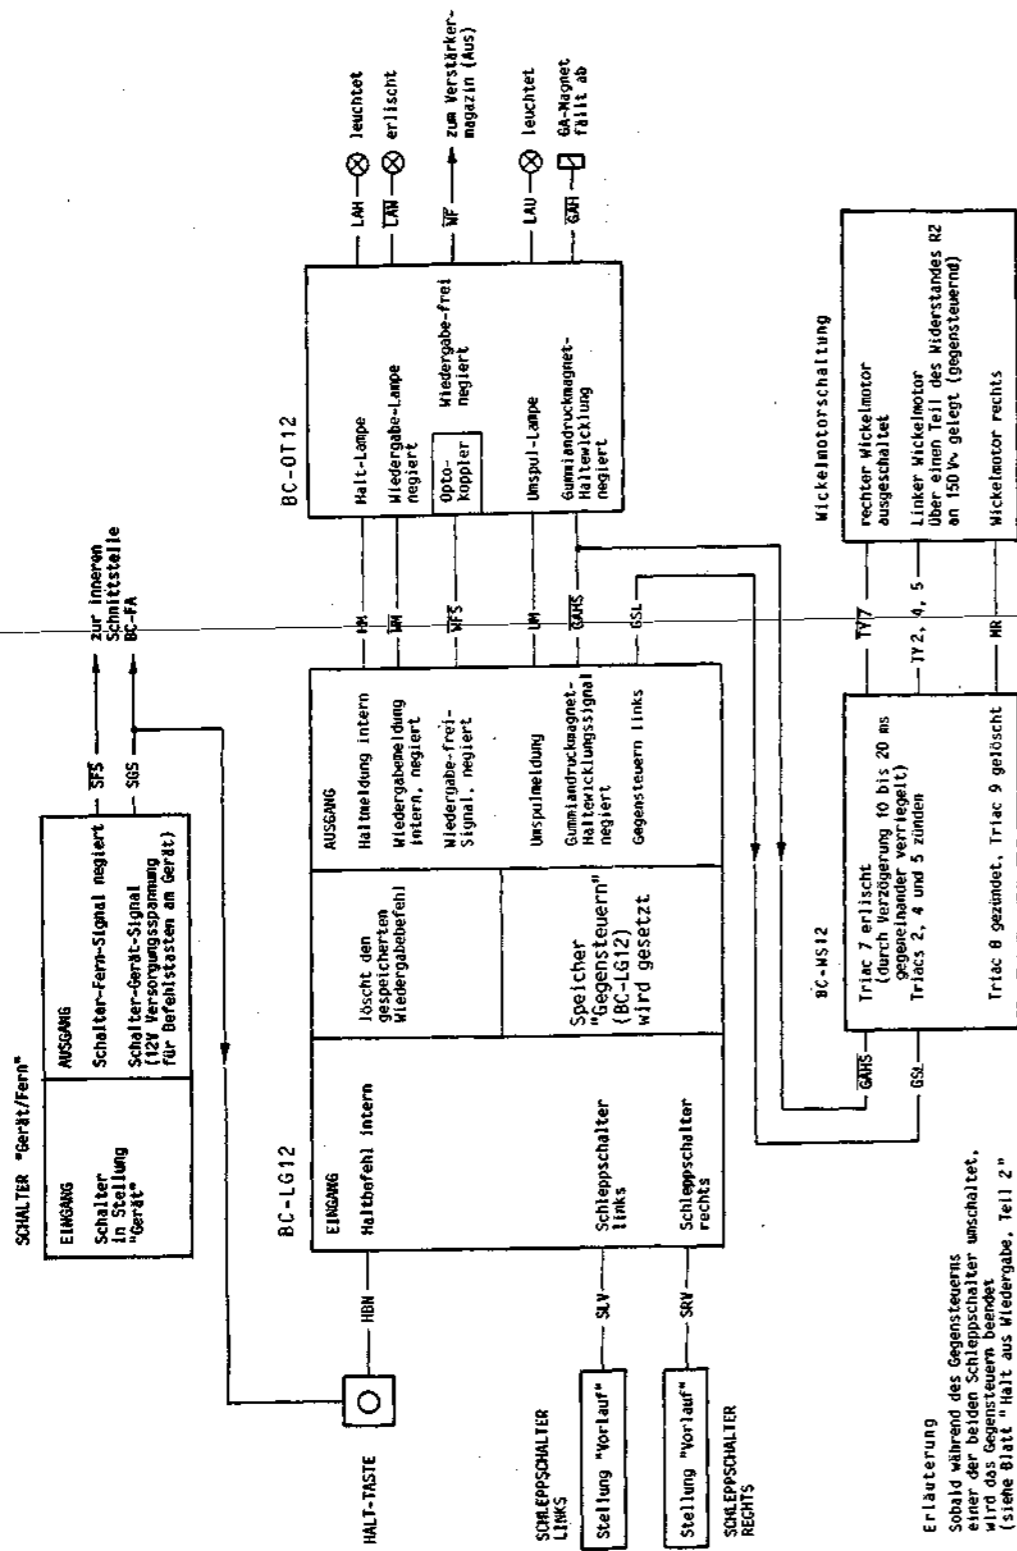 SCHALTER "Gerät/Fern"
EINGANG
Schalter
in Stellung
"Gerät"
AUSGANG
Schalter-Fern-Signal negiert
Schalter-Gerät-Signal
(12V Versorgungsspannung
für Befehlstasten am Gerät)
SFS
SGS
zur inneren
Schnittstelle
BC-FA
HALT-TASTE
HBN
BC-LG12
EINGANG
Haltbefehl intern
Schleppschalter
links
Schleppschalter
rechts
löscht den
gespeicherten
Wiedergabebefehl
Speicher
"Gegensteuern"
(BC-LG12)
wird gesetzt
AUSGANG
Haltmeldung intern
Wiedergabemeldung
intern, negiert
Wiedergabe-frei-
Signal, negiert
Umspulmeldung
Gummiandruckmagnet-
Haltewicklungssignal
negiert
Gegensteuern links
HM
WM
WFS
UM
GAHS
GSL
BC-OT12
Halt-Lampe
Wiedergabe-Lampe
negiert
Opto-
koppler
Wiedergabe-frei
negiert
Umspul-Lampe
Gummiandruckmagnet-
Haltewicklung
negiert
LAH
leuchtet
LAW
erlischt
WF
zum Verstärker-
magazin (Aus)
LAU
leuchtet
GAH
GA-Magnet
fällt ab
SCHLEPPSCHALTER
LINKS
Stellung "Vorlauf"
SLV
Stellung "Vorlauf"
SRV
SCHLEPPSCHALTER
RECHTS
BC-WS12
GAHS
GSL
Triac 7 erlischt
(durch Verzögerung 10 bis 20 ms
gegeneinander verriegelt)
Triacs 2, 4 und 5 zünden
Triac 8 gezündet, Triac 9 gelöscht
TY7
TY2, 4, 5
MR
Wickelmotorschaltung
rechter Wickelmotor
ausgeschaltet
Linker Wickelmotor
über einen Teil des Widerstandes R2
an 150 V~ gelegt (gegensteuernd)
Wickelmotor rechts
Erläuterung
Sobald während des Gegensteuerns
einer der beiden Schleppschalter umschaltet,
wird das Gegensteuern beendet
(siehe Blatt "Halt aus Wiedergabe, Teil 2"